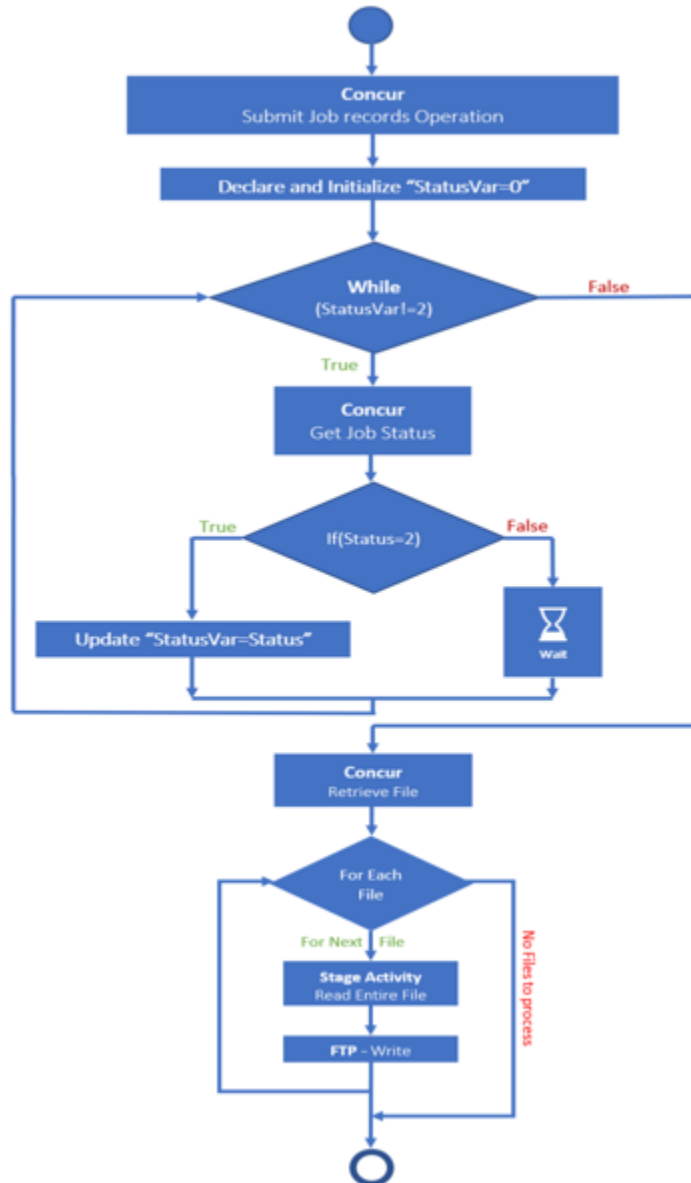 Concur
Submit Job records Operation
Declare and Initialize “StatusVar=0”
While
(StatusVar!=2)
False
True
Concur
Get Job Status
True
If(Status=2)
False
Update “StatusVar=Status”
Wait
Concur
Retrieve File
For Each
File
For Next File
No Files to process
Stage Activity
Read Entire File
FTP - Write